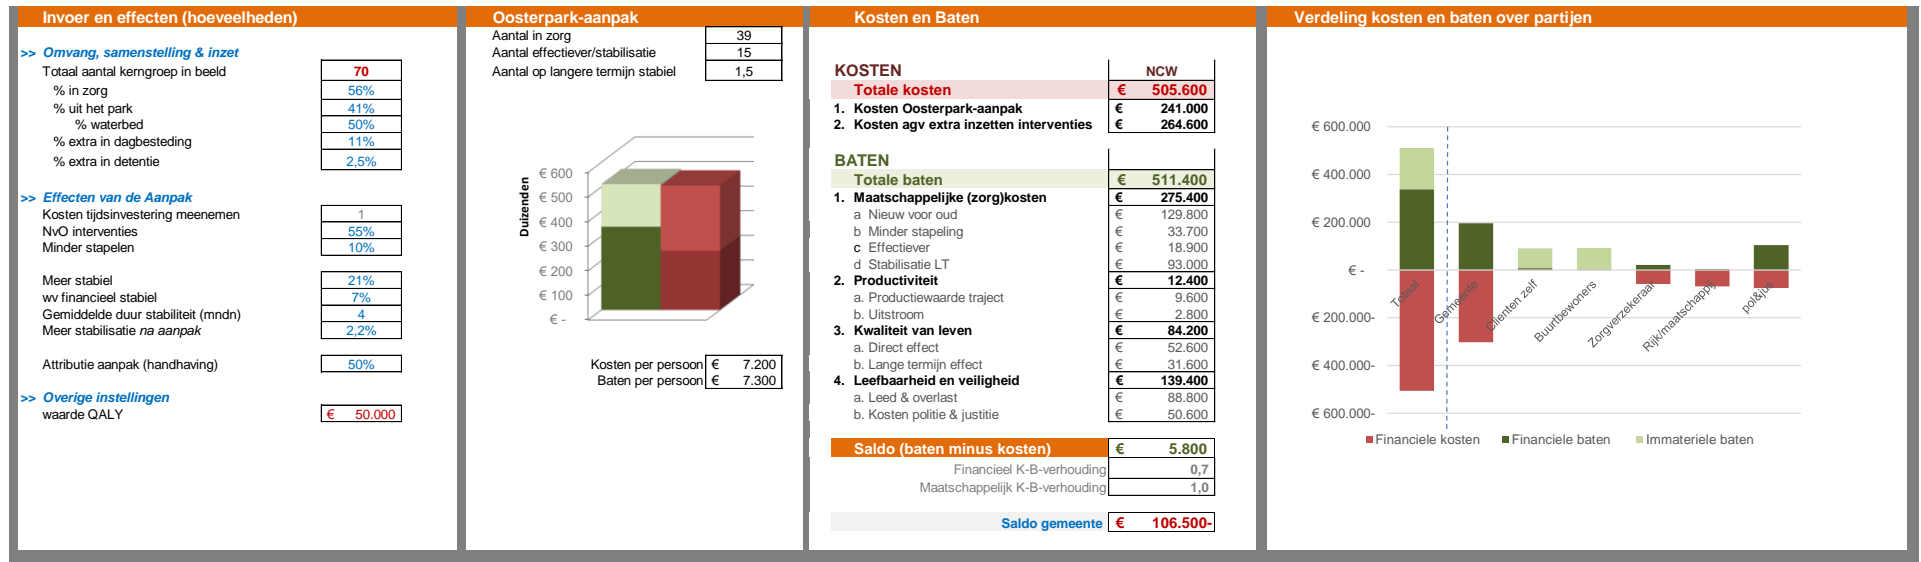 Invoer en effecten (hoeveelheden)
>> Omvang, samenstelling & inzet
Totaal aantal kerngroep in beeld 70
% in zorg 56%
% uit het park 41%
% waterbed 50%
% extra in dagbesteding 11%
% extra in detentie 2,5%
>> Effecten van de Aanpak
Kosten tijdsinvestering meenemen 1
NvO interventies 55%
Minder stapelen 10%
Meer stabiel 21%
wv financieel stabiel 7%
Gemiddelde duur stabiliteit (mndn) 4
Meer stabilisatie na aanpak 2,2%
Attributie aanpak (handhaving) 50%
>> Overige instellingen
waarde QALY € 50.000
Oosterpark-aanpak
Aantal in zorg 39
Aantal effectiever/stabilisatie 15
Aantal op langere termijn stabiel 1,5
Duizenden
€ 600
€ 500
€ 400
€ 300
€ 200
€ 100
€ -
Kosten per persoon € 7.200
Baten per persoon € 7.300
Kosten en Baten
KOSTEN NCW
Totale kosten € 505.600
1. Kosten Oosterpark-aanpak € 241.000
2. Kosten agv extra inzetten interventies € 264.600
BATEN
Totale baten € 511.400
1. Maatschappelijke (zorg)kosten € 275.400
a Nieuw voor oud € 129.800
b Minder stapeling € 33.700
c Effectiever € 18.900
d Stabilisatie LT € 93.000
2. Productiviteit € 12.400
a. Productiewaarde traject € 9.600
b. Uitstroom € 2.800
3. Kwaliteit van leven € 84.200
a. Direct effect € 52.600
b. Lange termijn effect € 31.600
4. Leefbaarheid en veiligheid € 139.400
a. Leed & overlast € 88.800
b. Kosten politie & justitie € 50.600
Saldo (baten minus kosten) € 5.800
Financieel K-B-verhouding 0,7
Maatschappelijk K-B-verhouding 1,0
Saldo gemeente € 106.500-
Verdeling kosten en baten over partijen
€ 600.000
€ 400.000
€ 200.000
€ -
€ 200.000-
€ 400.000-
€ 600.000-
Totaal
Gemeente
Clienten zelf
Buurtbewoners
Zorgverzekeraar
Rijk/maatschappij
pol&jus
Financiele kosten
Financiele baten
Immateriele baten